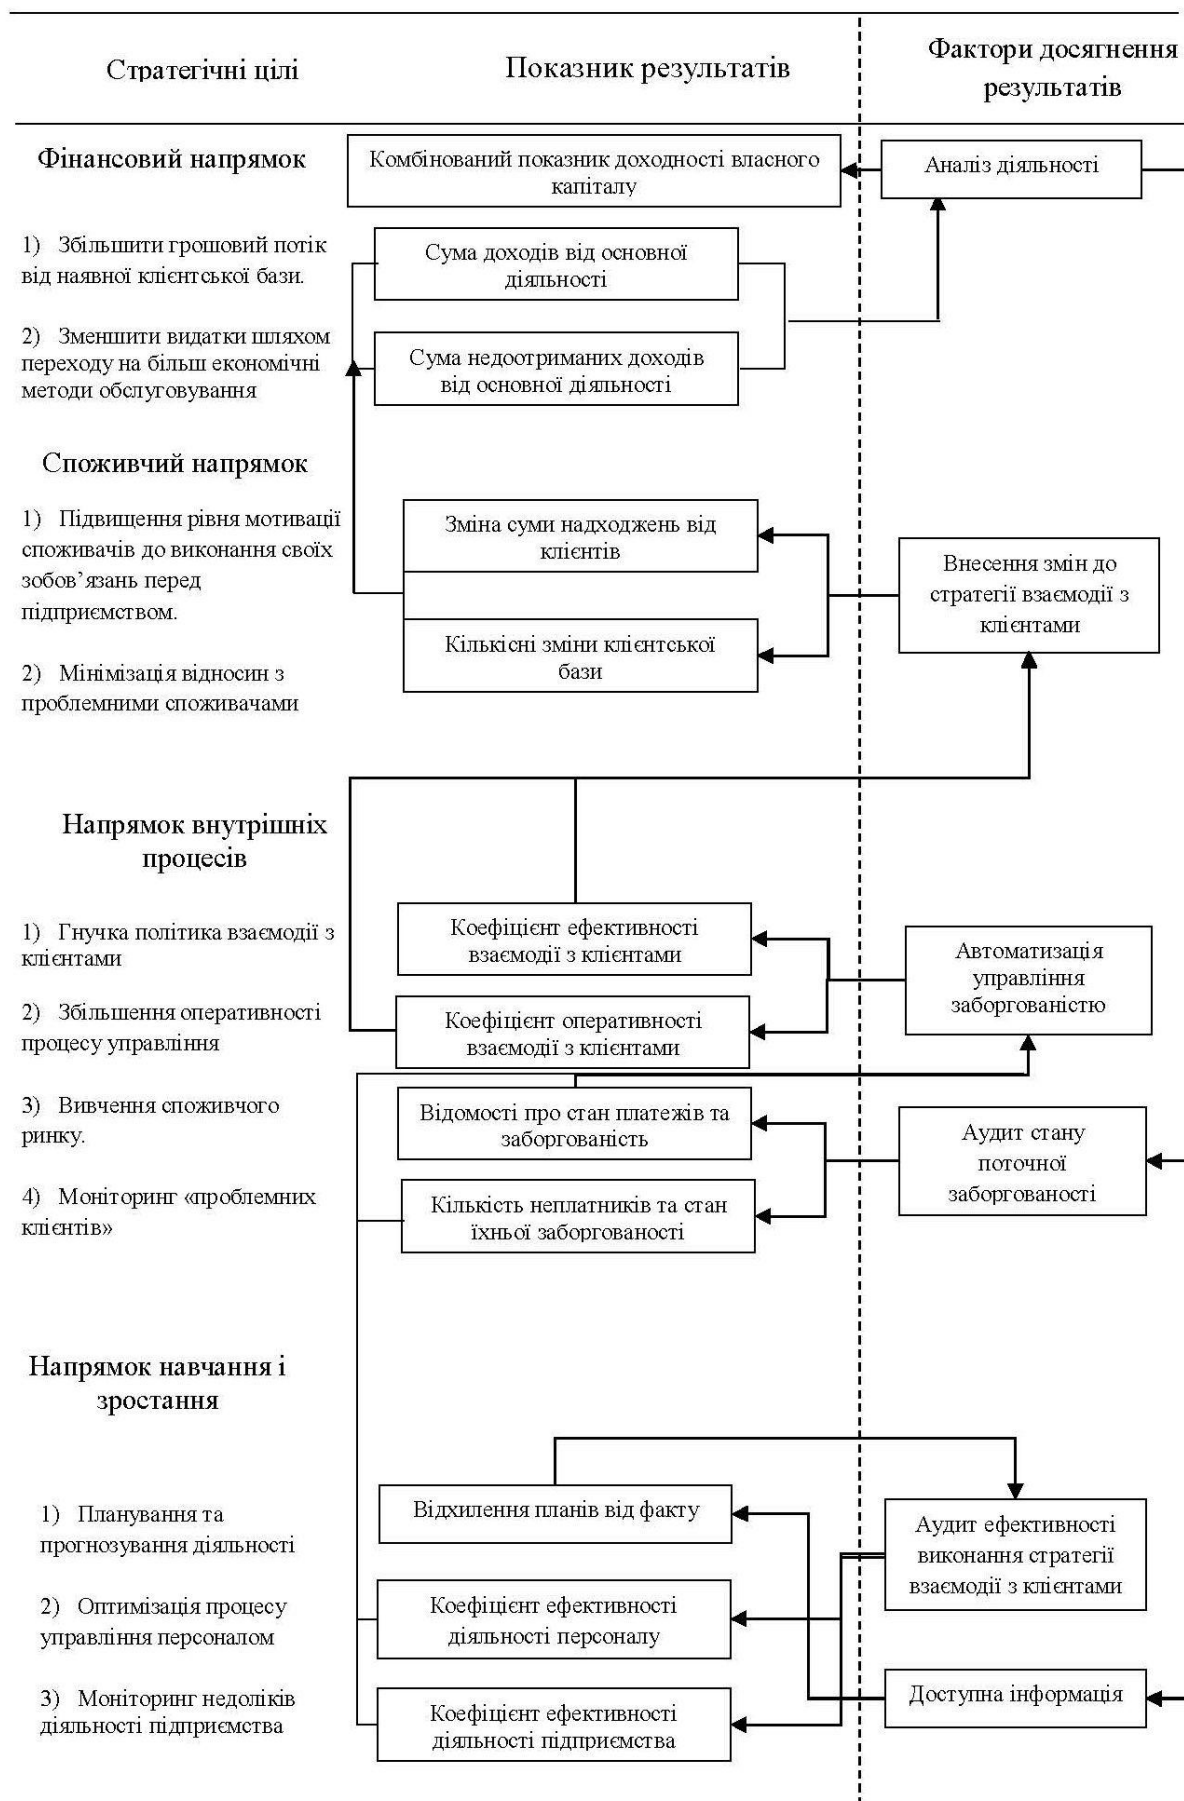 Стратегічні цілі
Показник результатів
Фактори досягнення
результатів
Фінансовий напрямок
Комбінований показник доходності власного
капіталу
Аналіз діяльності
1) Збільшити грошовий потік
від наявної клієнтської бази.
Сума доходів від основної
діяльності
2) Зменшити видатки шляхом
переходу на більш економічні
методи обслуговування
Сума недоотриманих доходів
від основної діяльності
Споживчий напрямок
1) Підвищення рівня мотивації
споживачів до виконання своїх
зобов’язань перед
підприємством.
Зміна суми надходжень від
клієнтів
Внесення змін до
стратегії взаємодії з
клієнтами
Кількісні зміни клієнтської
бази
2) Мінімізація відносин з
проблемними споживачами
Напрямок внутрішніх
процесів
1) Гнучка політика взаємодії з
клієнтами
Коефіцієнт ефективності
взаємодії з клієнтами
Автоматизація
управління
заборгованістю
2) Збільшення оперативності
процесу управління
Коефіцієнт оперативності
взаємодії з клієнтами
3) Вивчення споживчого
ринку.
Відомості про стан платежів та
заборгованість
Аудит стану
поточної
заборгованості
4) Моніторинг «проблемних
клієнтів»
Кількість неплатників та стан
їхньої заборгованості
Напрямок навчання і
зростання
1) Планування та
прогнозування діяльності
Відхилення планів від факту
Аудит ефективності
виконання стратегії
взаємодії з клієнтами
2) Оптимізація процесу
управління персоналом
Коефіцієнт ефективності
діяльності персоналу
3) Моніторинг недоліків
діяльності підприємства
Коефіцієнт ефективності
діяльності підприємства
Доступна інформація